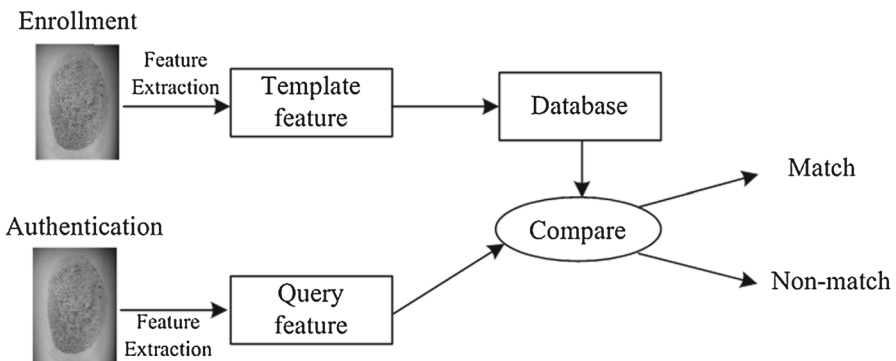 Enrollment
Feature
Extraction
Template
feature
Database
Match
Authentication
Compare
Non-match
Query
feature
Feature
Extraction